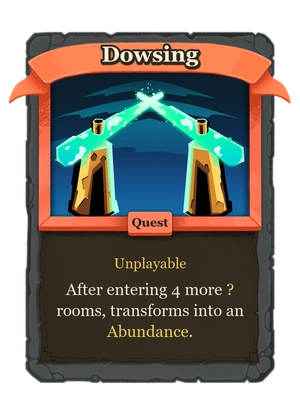 Dowsing
Quest
Unplayable
After entering 4 more ?
rooms, transforms into an
Abundance.